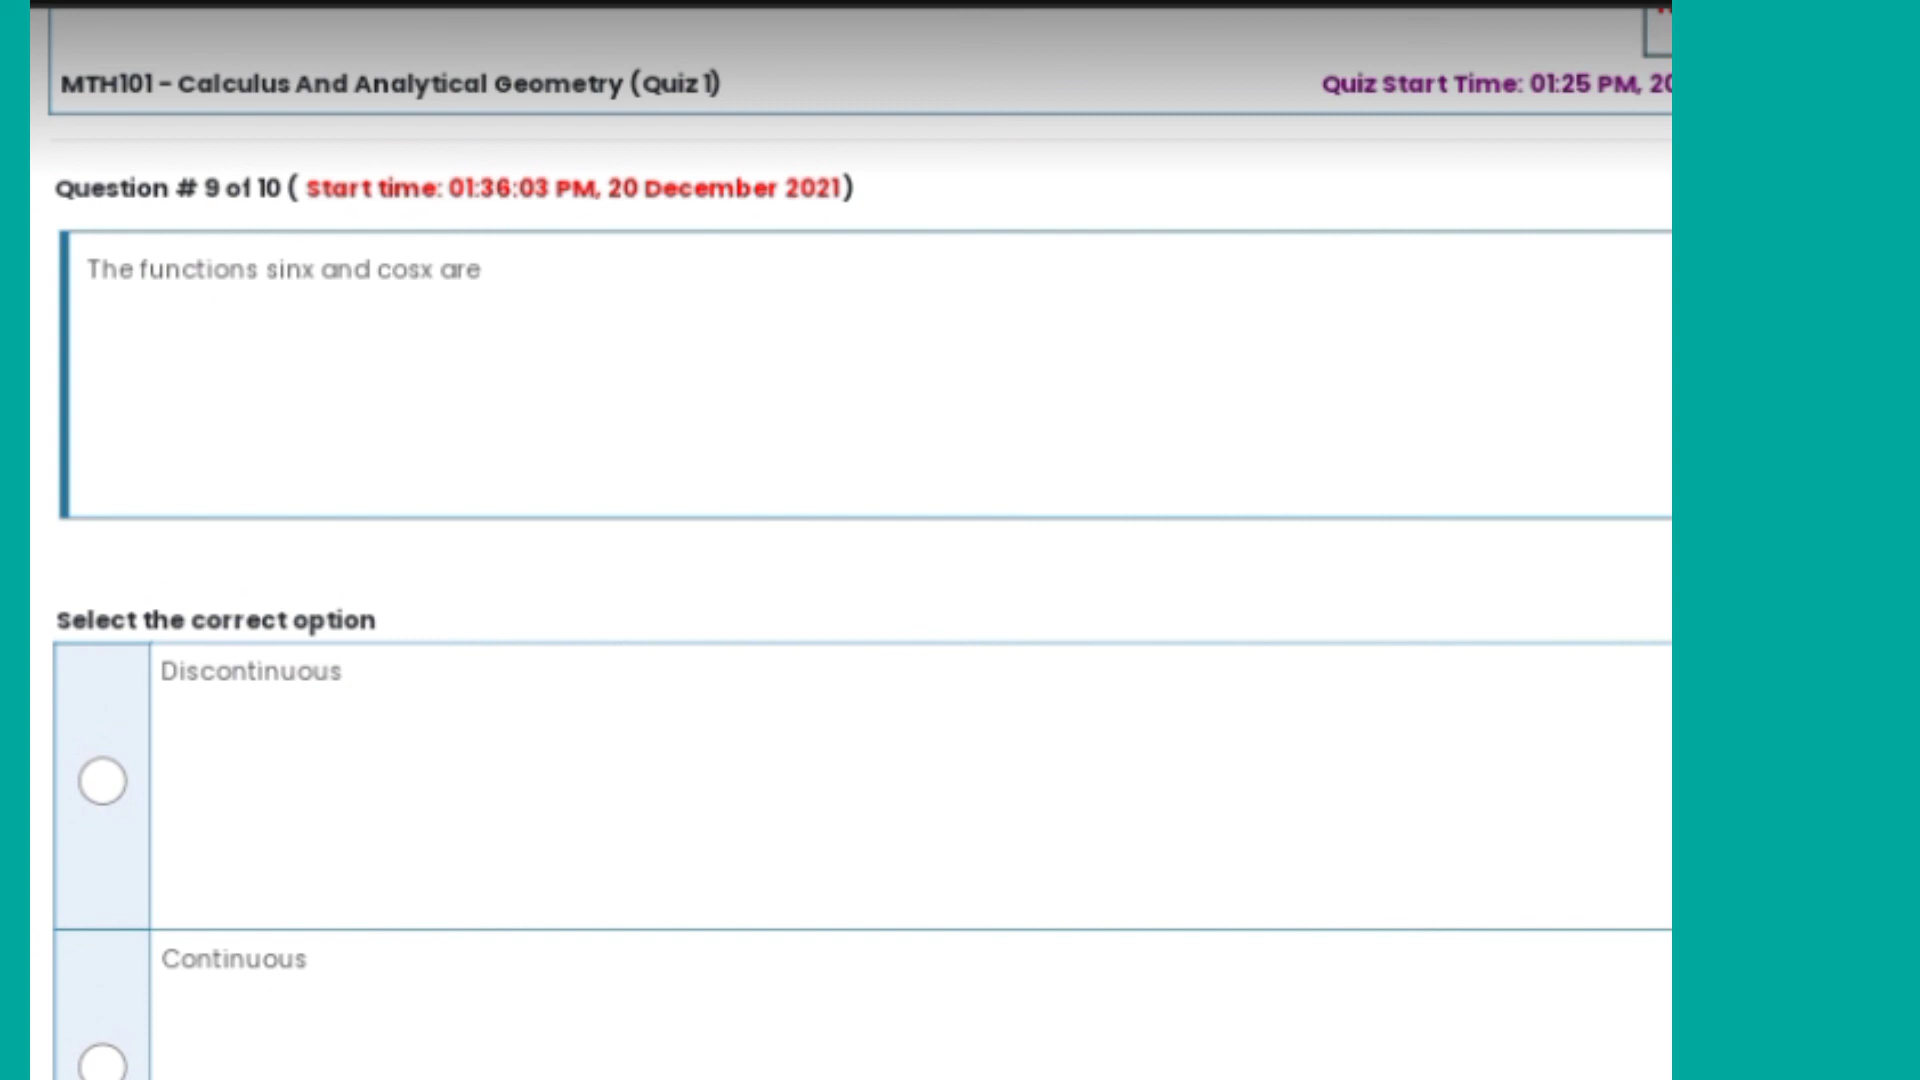 MTH101 - Calculus And Analytical Geometry (Quiz 1)
Quiz Start Time: 01:25 PM, 20
Question # 9 of 10 ( Start time: 01:36:03 PM, 20 December 2021)
The functions sinx and cosx are
Select the correct option
Discontinuous
Continuous